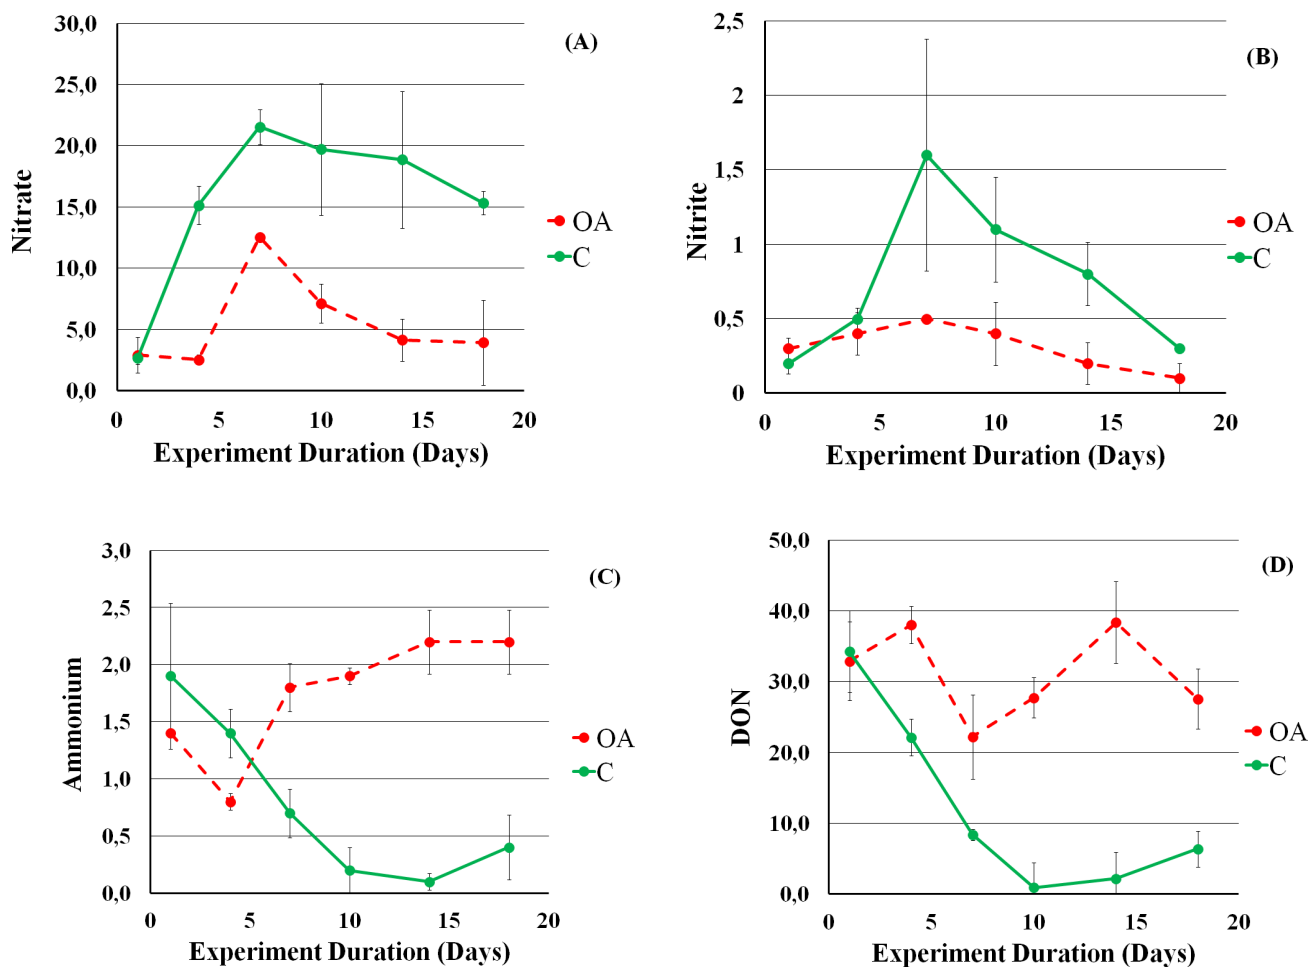 (A)
Nitrate
30,0
25,0
20,0
15,0
10,0
5,0
0,0
0 5 10 15 20
Experiment Duration (Days)
OA
C
(B)
Nitrite
2,5
2
1,5
1
0,5
0
0 5 10 15 20
Experiment Duration (Days)
OA
C
(C)
Ammonium
3,0
2,5
2,0
1,5
1,0
0,5
0,0
0 5 10 15 20
Experiment Duration (Days)
OA
C
(D)
DON
50,0
40,0
30,0
20,0
10,0
0,0
0 5 10 15 20
Experiment Duration (Days)
OA
C